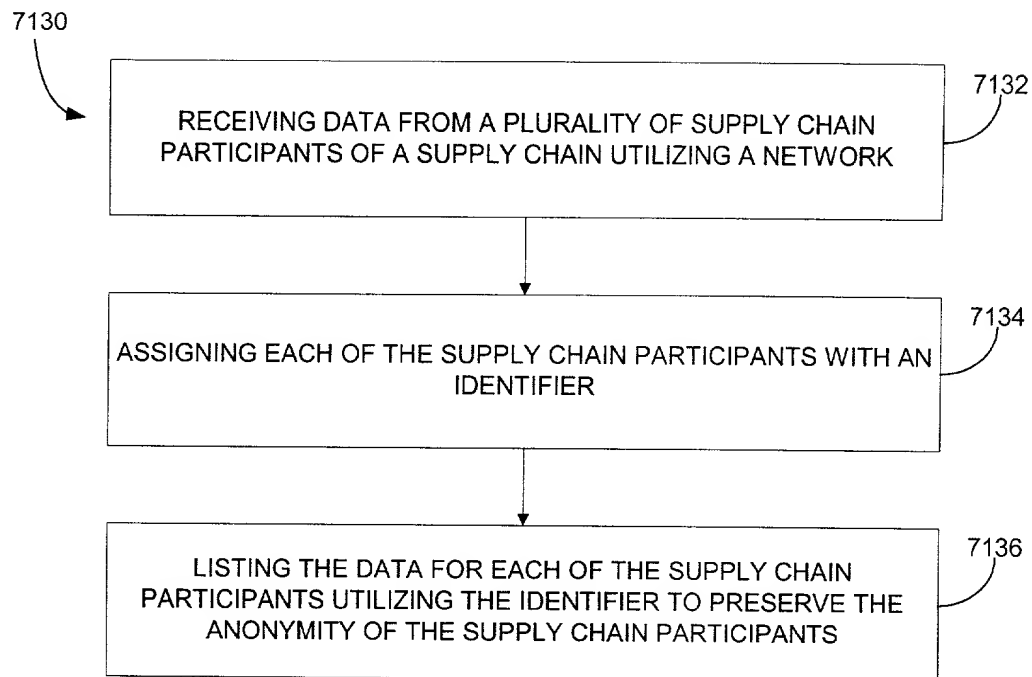 7130
7132
RECEIVING DATA FROM A PLURALITY OF SUPPLY CHAIN
PARTICIPANTS OF A SUPPLY CHAIN UTILIZING A NETWORK
7134
ASSIGNING EACH OF THE SUPPLY CHAIN PARTICIPANTS WITH AN
IDENTIFIER
7136
LISTING THE DATA FOR EACH OF THE SUPPLY CHAIN
PARTICIPANTS UTILIZING THE IDENTIFIER TO PRESERVE THE
ANONYMITY OF THE SUPPLY CHAIN PARTICIPANTS